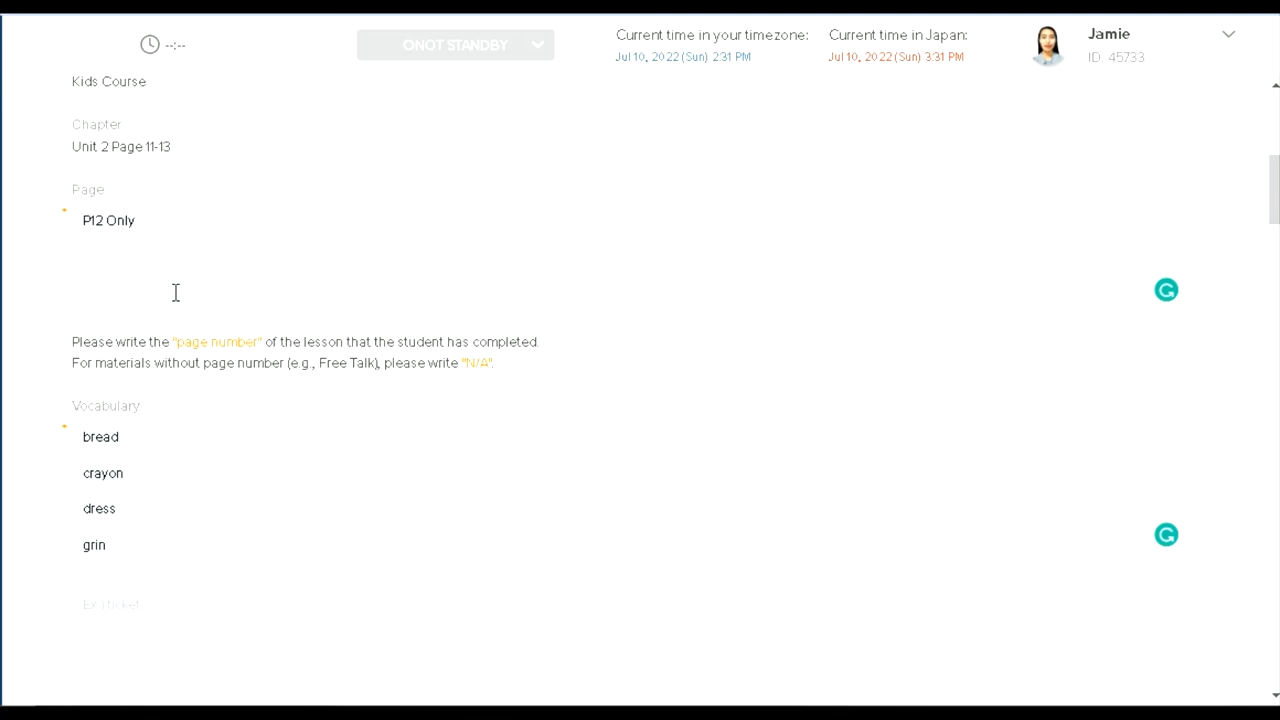 --:--
ONOT STANDBY
Current time in your timezone:
Jul 10, 2022 (Sun) 2:31 PM
Current time in Japan:
Jul 10, 2022 (Sun) 3:31 PM
Jamie
ID: 45733
Kids Course
Chapter
Unit 2 Page 11-13
Page
P12 Only
Please write the "page number" of the lesson that the student has completed.
For materials without page number (e.g., Free Talk), please write "N/A".
Vocabulary
bread
crayon
dress
grin